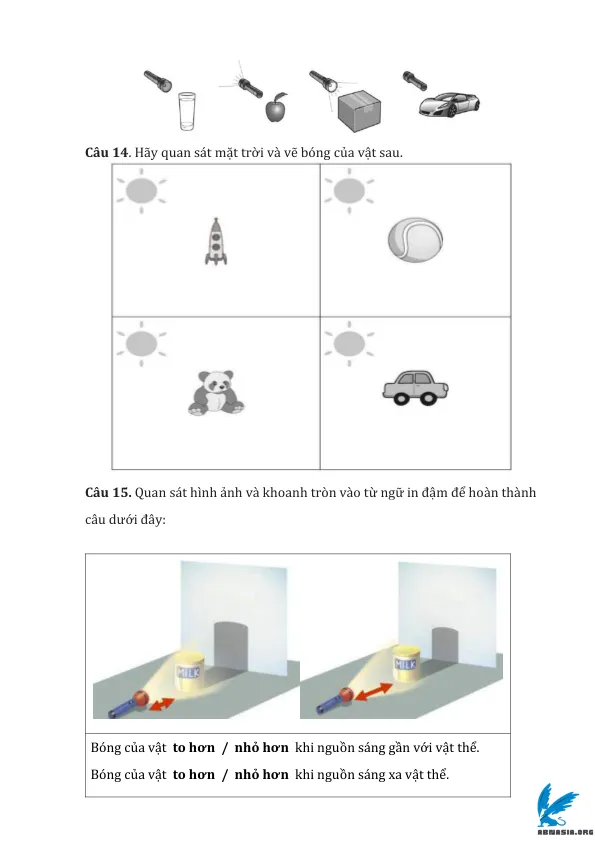 Câu 14. Hãy quan sát mặt trời và vẽ bóng của vật sau.
Câu 15. Quan sát hình ảnh và khoanh tròn vào từ ngữ in đậm để hoàn thành
câu dưới đây:
MILK
MILK
Bóng của vật to hơn / nhỏ hơn khi nguồn sáng gần với vật thể.
Bóng của vật to hơn / nhỏ hơn khi nguồn sáng xa vật thể.
ABNASIA.ORG